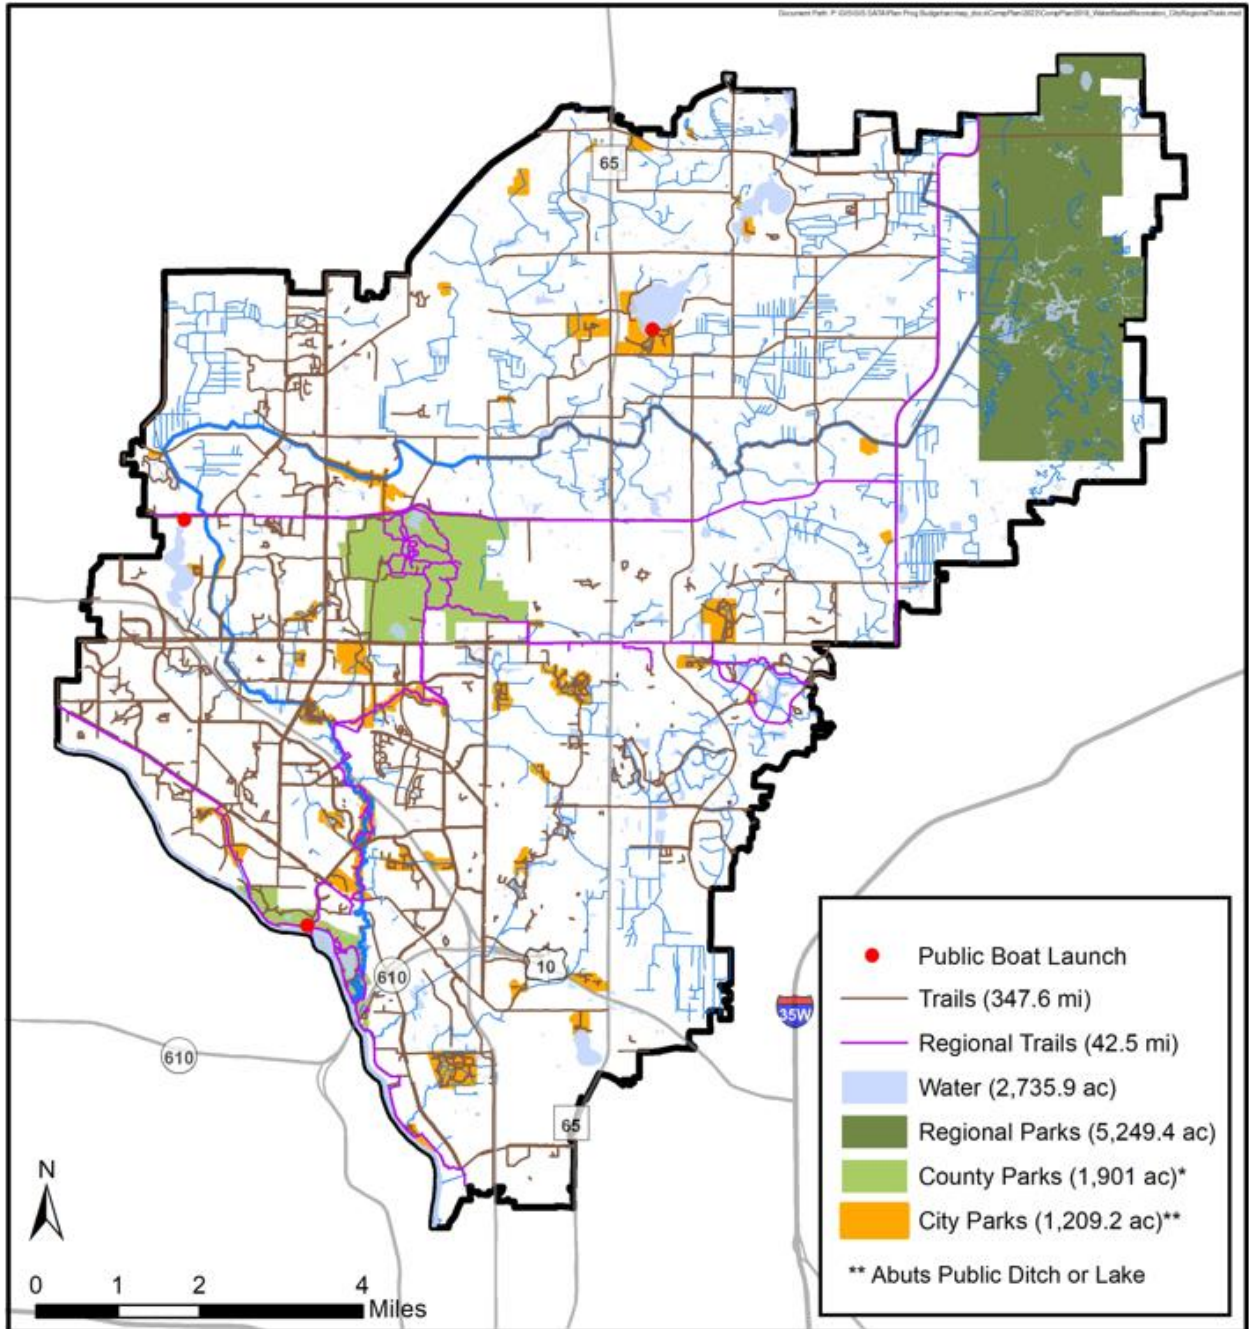 65
610
10
610
35W
65
N
0 1 2 4
Miles
Public Boat Launch
Trails (347.6 mi)
Regional Trails (42.5 mi)
Water (2,735.9 ac)
Regional Parks (5,249.4 ac)
County Parks (1,901 ac)*
City Parks (1,209.2 ac)**
** Abuts Public Ditch or Lake